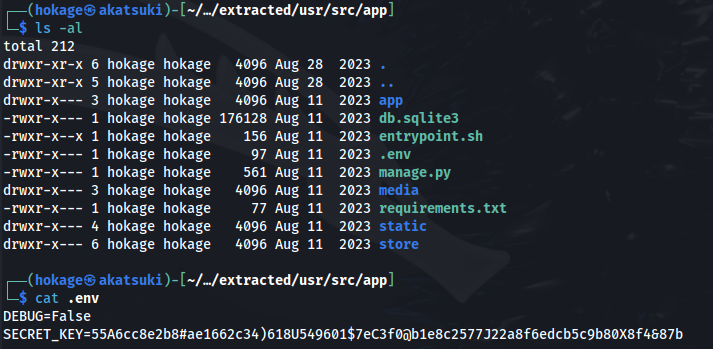 ┌──(hokage㉿akatsuki)-[~/…/extracted/usr/src/app]
└─$ ls -al
total 212
drwxr-xr-x 6 hokage hokage   4096 Aug 28  2023 .
drwxr-xr-x 5 hokage hokage   4096 Aug 28  2023 ..
drwxr-x--- 3 hokage hokage   4096 Aug 11  2023 app
-rwxr-x--- 1 hokage hokage 176128 Aug 11  2023 db.sqlite3
-rwxr-x--x 1 hokage hokage    156 Aug 11  2023 entrypoint.sh
-rwxr-x--- 1 hokage hokage     97 Aug 11  2023 .env
-rwxr-x--- 1 hokage hokage    561 Aug 11  2023 manage.py
drwxr-x--- 3 hokage hokage   4096 Aug 11  2023 media
-rwxr-x--- 1 hokage hokage     77 Aug 11  2023 requirements.txt
drwxr-x--- 4 hokage hokage   4096 Aug 11  2023 static
drwxr-x--- 6 hokage hokage   4096 Aug 11  2023 store
┌──(hokage㉿akatsuki)-[~/…/extracted/usr/src/app]
└─$ cat .env
DEBUG=False
SECRET_KEY=55A6cc8e2b8#ae1662c34)618U549601$7eC3f0@b1e8c2577J22a8f6edcb5c9b80X8f4&87b